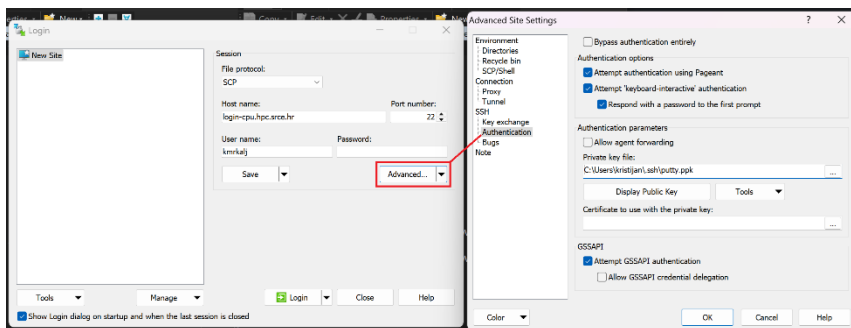 New
Copy
Edit
Properties
New
Login
New Site
Session
File protocol:
SCP
Host name:
Port number:
login-cpu.hpc.srce.hr
22
User name:
Password:
kmrkalj
Save
Advanced...
Tools
Manage
Login
Close
Help
Show Login dialog on startup and when the last session is closed
Advanced Site Settings
?
Environment
Directories
Recycle bin
SCP/Shell
Connection
Proxy
Tunnel
SSH
Key exchange
Authentication
Bugs
Note
Bypass authentication entirely
Authentication options
Attempt authentication using Pageant
Attempt 'keyboard-interactive' authentication
Respond with a password to the first prompt
Authentication parameters
Allow agent forwarding
Private key file:
C:\Users\kristijan\.ssh\putty.ppk
...
Display Public Key
Tools
Certificate to use with the private key:
...
GSSAPI
Attempt GSSAPI authentication
Allow GSSAPI credential delegation
Color
OK
Cancel
Help